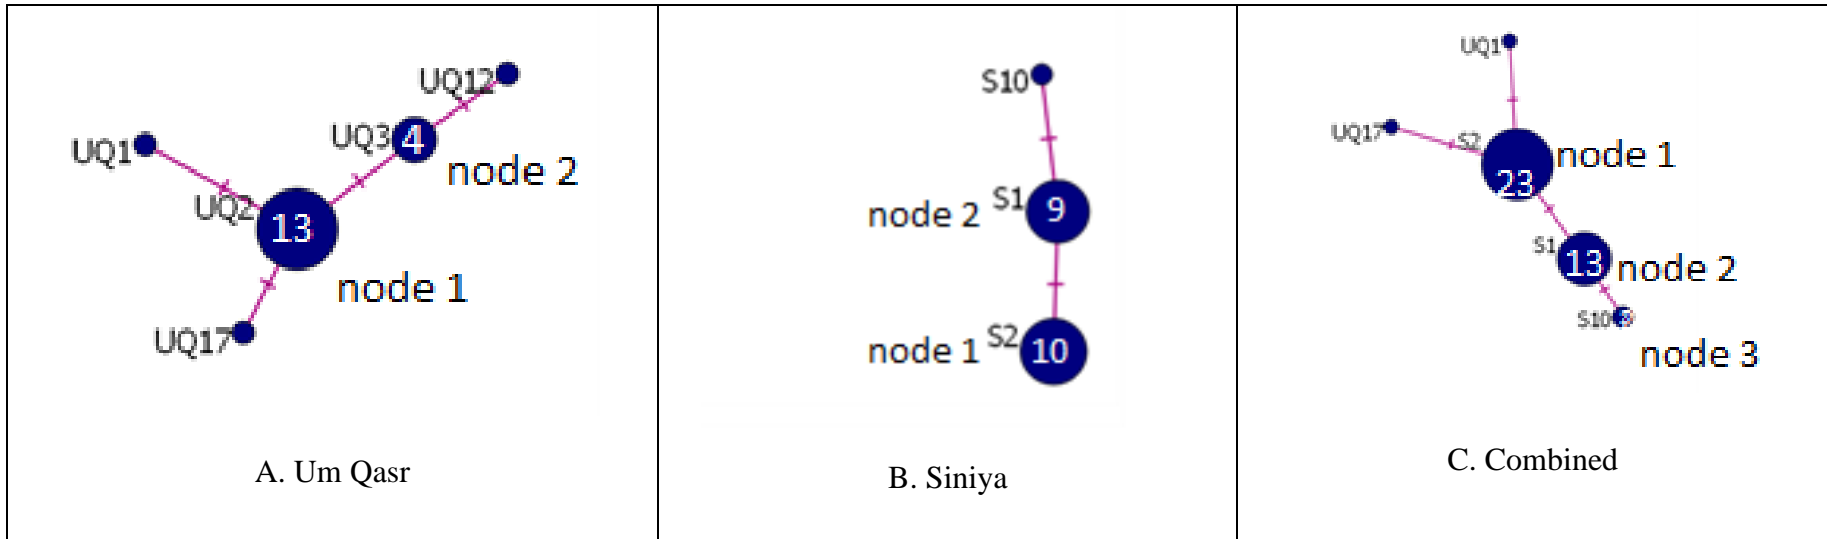 UQ12
UQ3 4
UQ1
node 2
UQ2 13
node 1
UQ17
A. Um Qasr
S10
node 2 S1 9
node 1 S2 10
B. Siniya
UQ1
UQ17
S2
node 1
23
S1
13 node 2
S10
node 3
C. Combined